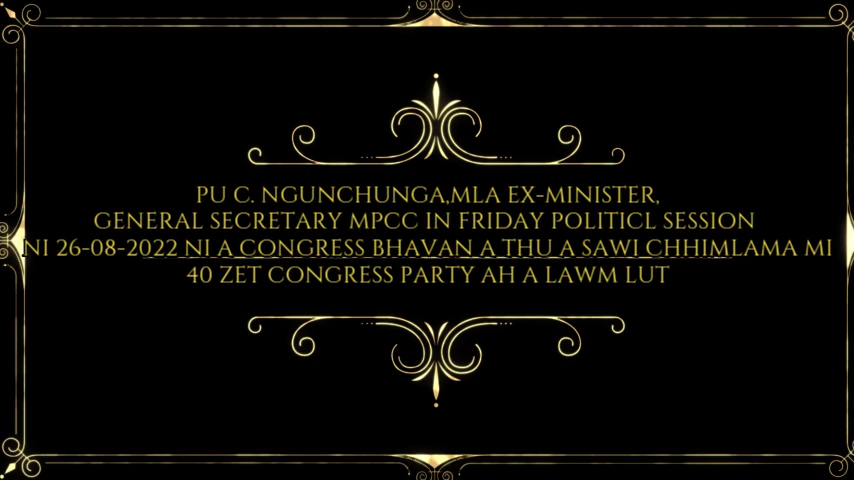 PU C. NGUNCHUNGA,MLA EX-MINISTER,
GENERAL SECRETARY MPCC IN FRIDAY POLITICL SESSION
NI 26-08-2022 NI A CONGRESS BHAVAN A THU A SAWI CHHIMLAMA MI
40 ZET CONGRESS PARTY AH A LAWM LUT